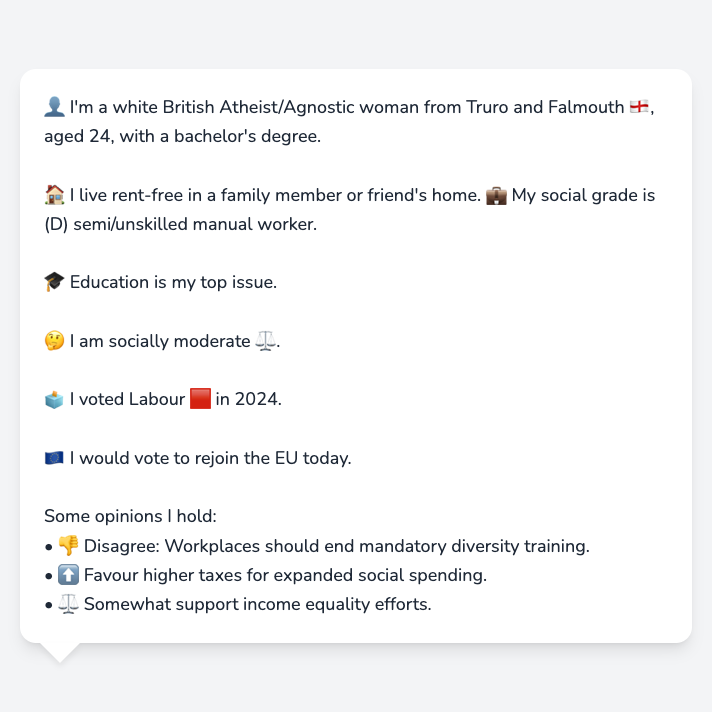 👤 I'm a white British Atheist/Agnostic woman from Truro and Falmouth 🏴󠁧󠁢󠁥󠁮󠁧󠁿,
aged 24, with a bachelor's degree.
🏠 I live rent-free in a family member or friend's home. 💼 My social grade is
(D) semi/unskilled manual worker.
🎓 Education is my top issue.
🤔 I am socially moderate ⚖️.
🗳️ I voted Labour 🟥 in 2024.
🇪🇺 I would vote to rejoin the EU today.
Some opinions I hold:
• 👎 Disagree: Workplaces should end mandatory diversity training.
• ⬆️ Favour higher taxes for expanded social spending.
• ⚖️ Somewhat support income equality efforts.